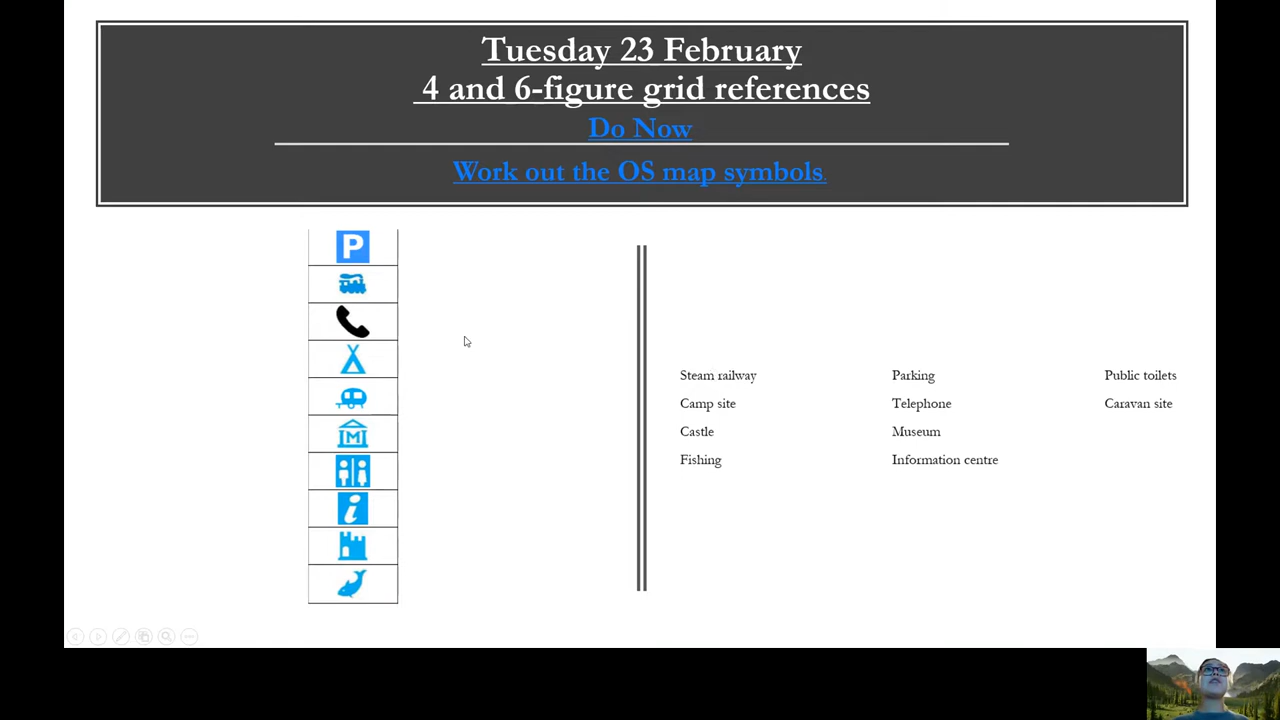 Tuesday 23 February
4 and 6-figure grid references
Do Now
Work out the OS map symbols.
P
M
i
Steam railway
Parking
Public toilets
Camp site
Telephone
Caravan site
Castle
Museum
Fishing
Information centre